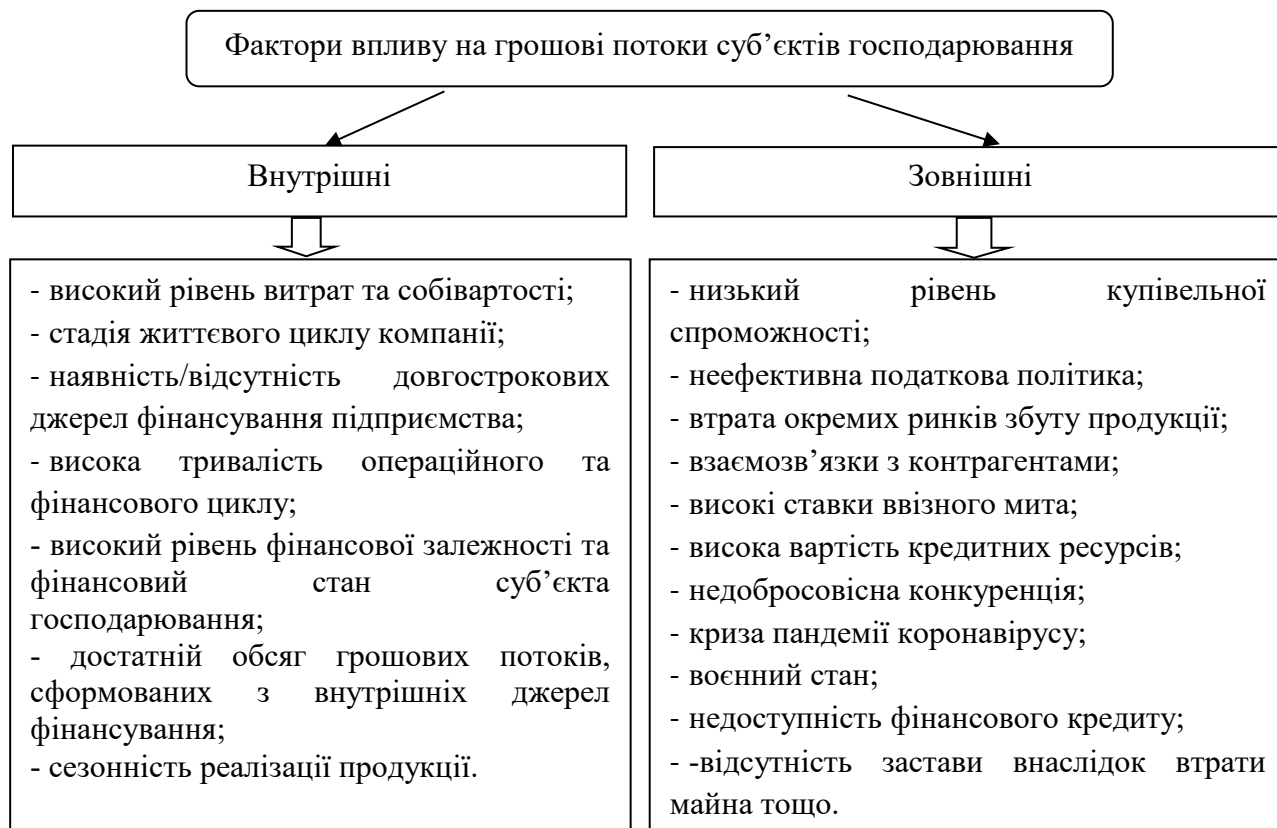 Фактори впливу на грошові потоки суб’єктів господарювання
Внутрішні
- високий рівень витрат та собівартості;
- стадія життєвого циклу компанії;
- наявність/відсутність довгострокових
джерел фінансування підприємства;
- висока тривалість операційного та
фінансового циклу;
- високий рівень фінансової залежності та
фінансовий стан суб’єкта
господарювання;
- достатній обсяг грошових потоків,
сформованих з внутрішніх джерел
фінансування;
- сезонність реалізації продукції.
Зовнішні
- низький рівень купівельної
спроможності;
- неефективна податкова політика;
- втрата окремих ринків збуту продукції;
- взаємозв’язки з контрагентами;
- високі ставки ввізного мита;
- висока вартість кредитних ресурсів;
- недобросовісна конкуренція;
- криза пандемії коронавірусу;
- воєнний стан;
- недоступність фінансового кредиту;
- -відсутність застави внаслідок втрати
майна тощо.